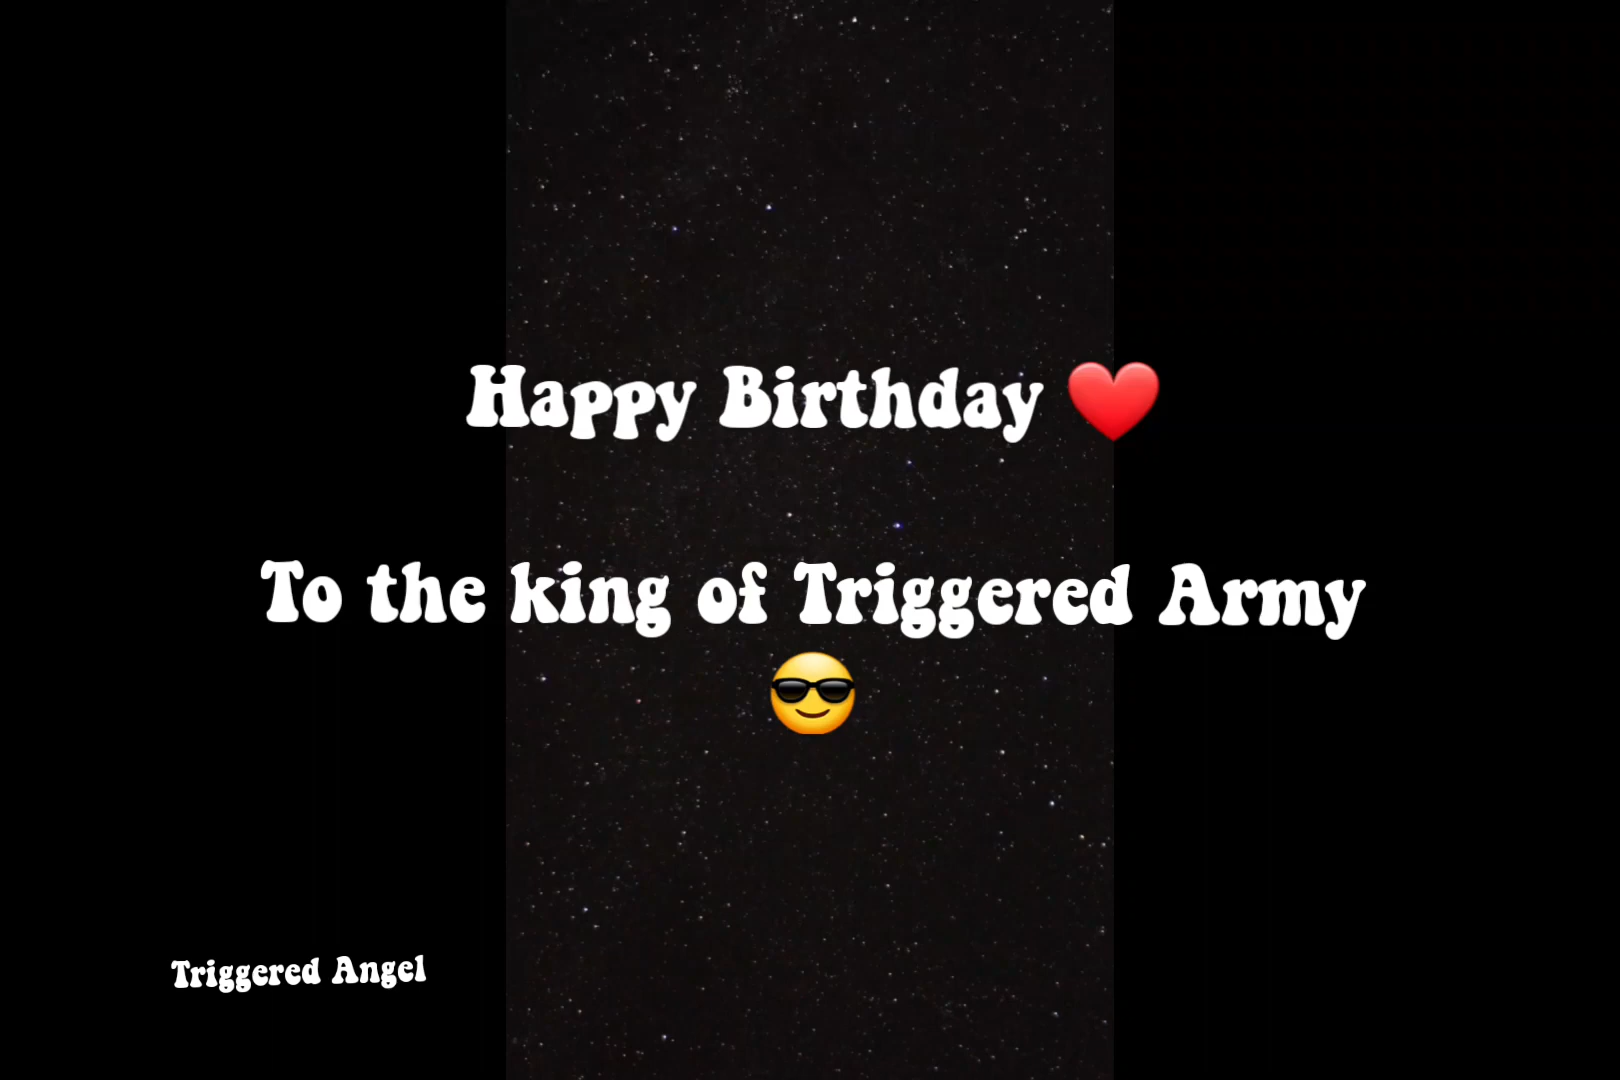 Happy Birthday ❤️
To the king of Triggered Army
😎
Triggered Angel